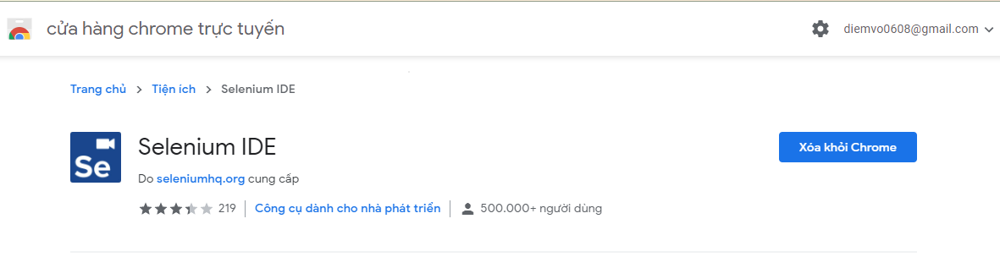 cửa hàng chrome trực tuyến
diemvo0608@gmail.com
Trang chủ > Tiện ích > Selenium IDE
Se
Selenium IDE
Xóa khỏi Chrome
Do seleniumhq.org cung cấp
219 | Công cụ dành cho nhà phát triển | 500.000+ người dùng